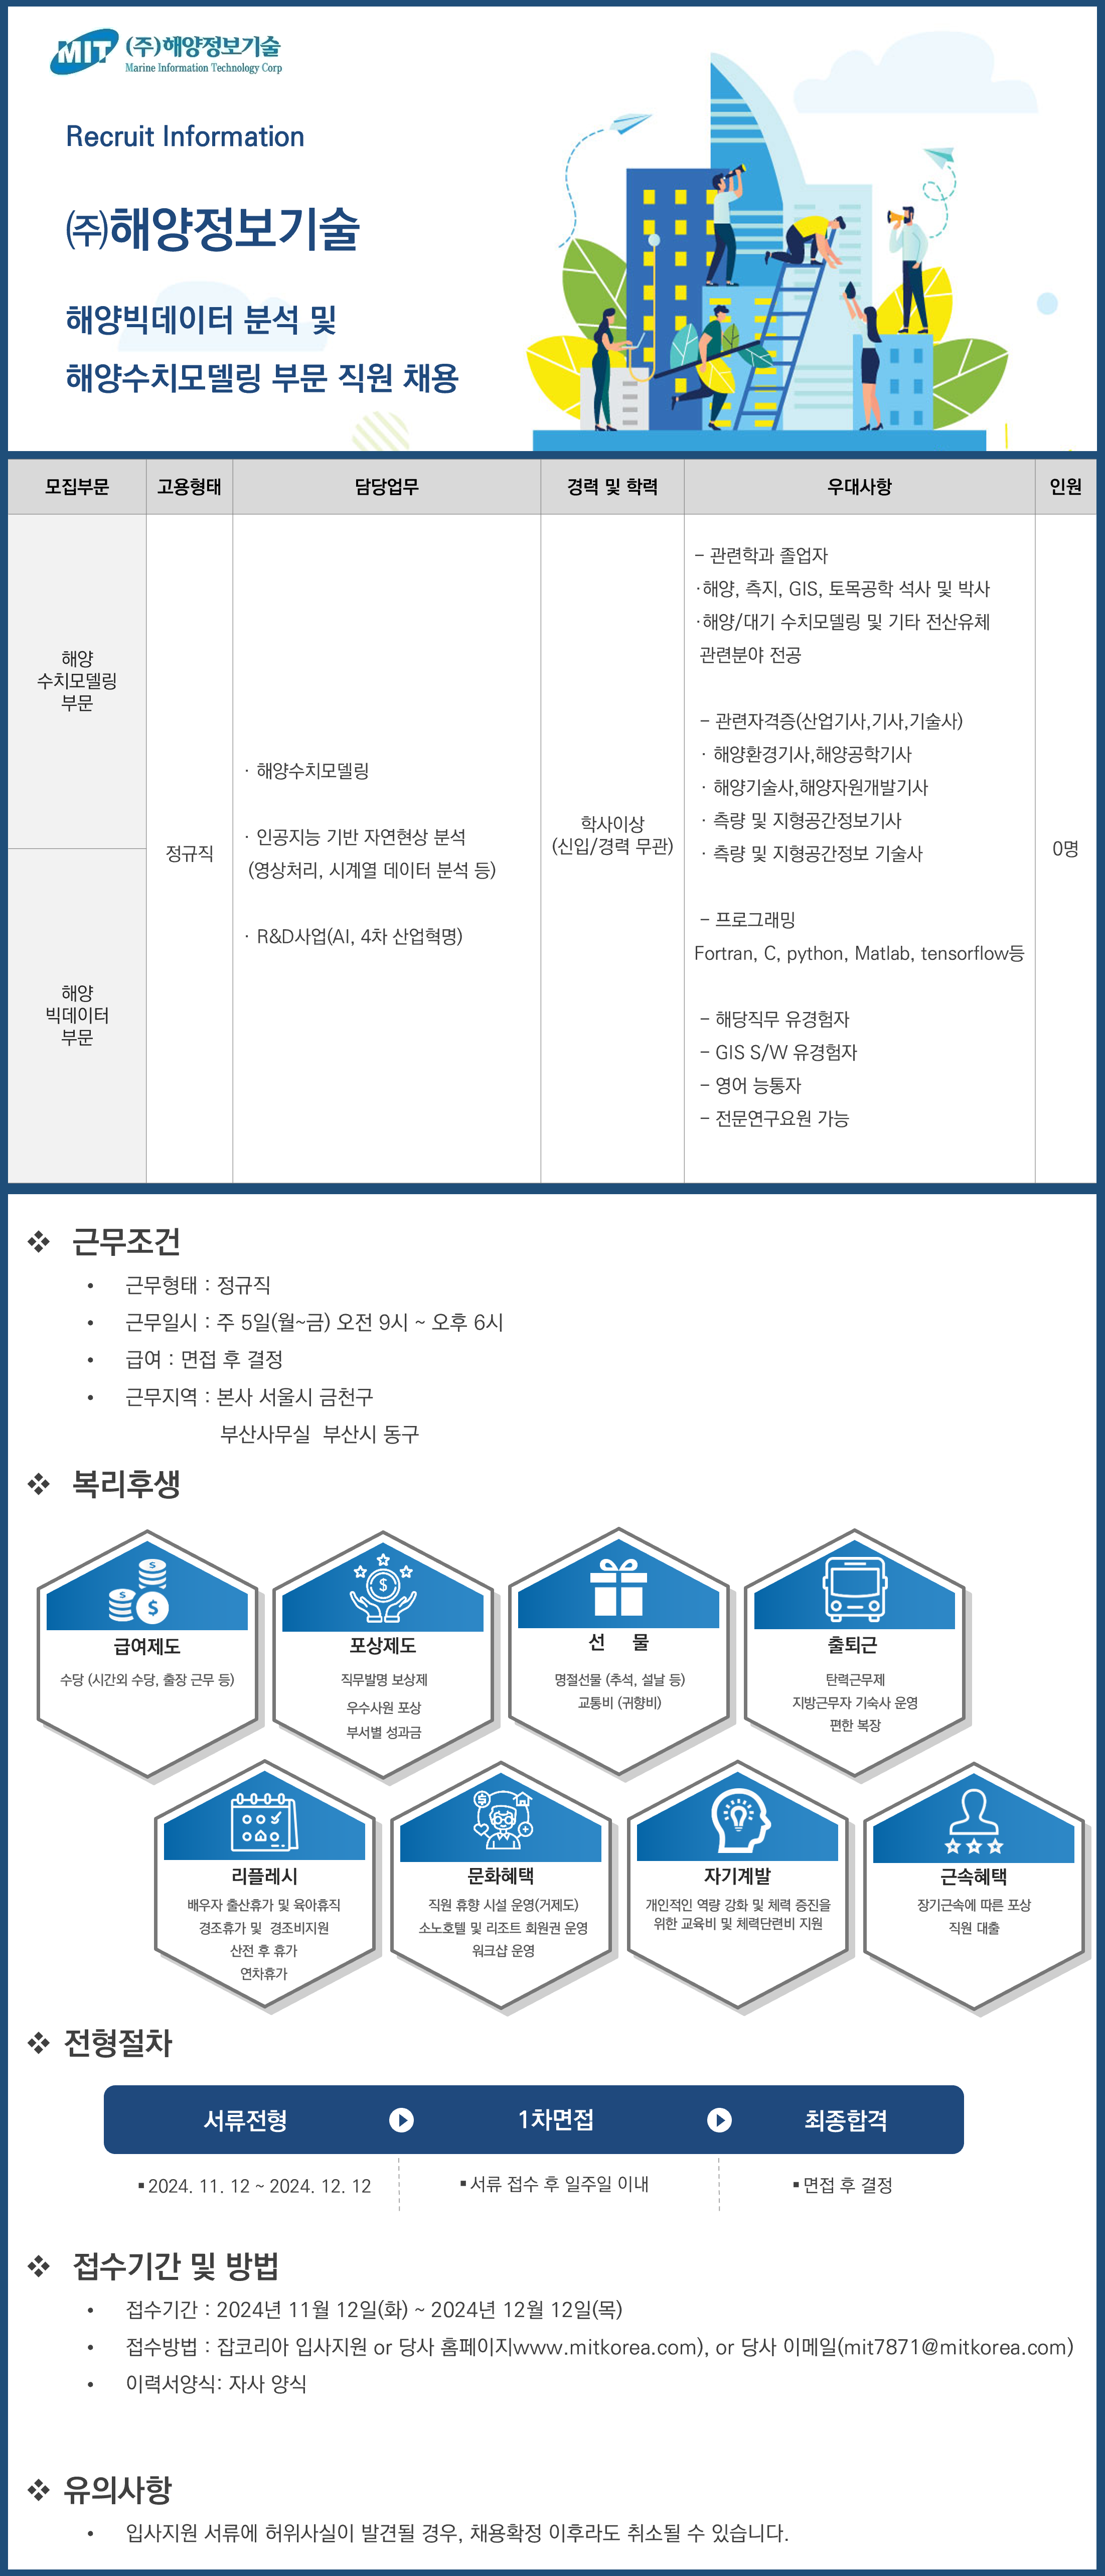 MIT (주)해양정보기술
Marine Information Technology Corp
Recruit Information
㈜해양정보기술
해양빅데이터 분석 및
해양수치모델링 부문 직원 채용
모집부문 고용형태 담당업무 경력 및 학력 우대사항 인원
해양
수치모델링
부문
해양
빅데이터
부문
정규직
· 해양수치모델링
· 인공지능 기반 자연현상 분석
(영상처리, 시계열 데이터 분석 등)
· R&D사업(AI, 4차 산업혁명)
학사이상
(신입/경력 무관)
- 관련학과 졸업자
·해양, 측지, GIS, 토목공학 석사 및 박사
·해양/대기 수치모델링 및 기타 전산유체
관련분야 전공
- 관련자격증(산업기사,기사,기술사)
· 해양환경기사,해양공학기사
· 해양기술사,해양자원개발기사
· 측량 및 지형공간정보기사
· 측량 및 지형공간정보 기술사
- 프로그래밍
Fortran, C, python, Matlab, tensorflow등
- 해당직무 유경험자
- GIS S/W 유경험자
- 영어 능통자
- 전문연구요원 가능
0명
❖ 근무조건
• 근무형태 : 정규직
• 근무일시 : 주 5일(월~금) 오전 9시 ~ 오후 6시
• 급여 : 면접 후 결정
• 근무지역 : 본사 서울시 금천구
부산사무실 부산시 동구
❖ 복리후생
급여제도
수당 (시간외 수당, 출장 근무 등)
포상제도
직무발명 보상제
우수사원 포상
부서별 성과금
선 물
명절선물 (추석, 설날 등)
교통비 (귀향비)
출퇴근
탄력근무제
지방근무자 기숙사 운영
편한 복장
리플레시
배우자 출산휴가 및 육아휴직
경조휴가 및 경조비지원
산전 후 휴가
연차휴가
문화혜택
직원 휴향 시설 운영(거제도)
소노호텔 및 리조트 회원권 운영
워크샵 운영
자기계발
개인적인 역량 강화 및 체력 증진을
위한 교육비 및 체력단련비 지원
근속혜택
장기근속에 따른 포상
직원 대출
❖ 전형절차
서류전형 1차면접 최종합격
▪ 2024. 11. 12 ~ 2024. 12. 12 ▪ 서류 접수 후 일주일 이내 ▪ 면접 후 결정
❖ 접수기간 및 방법
• 접수기간 : 2024년 11월 12일(화) ~ 2024년 12월 12일(목)
• 접수방법 : 잡코리아 입사지원 or 당사 홈페이지www.mitkorea.com), or 당사 이메일(mit7871@mitkorea.com)
• 이력서양식: 자사 양식
❖ 유의사항
• 입사지원 서류에 허위사실이 발견될 경우, 채용확정 이후라도 취소될 수 있습니다.